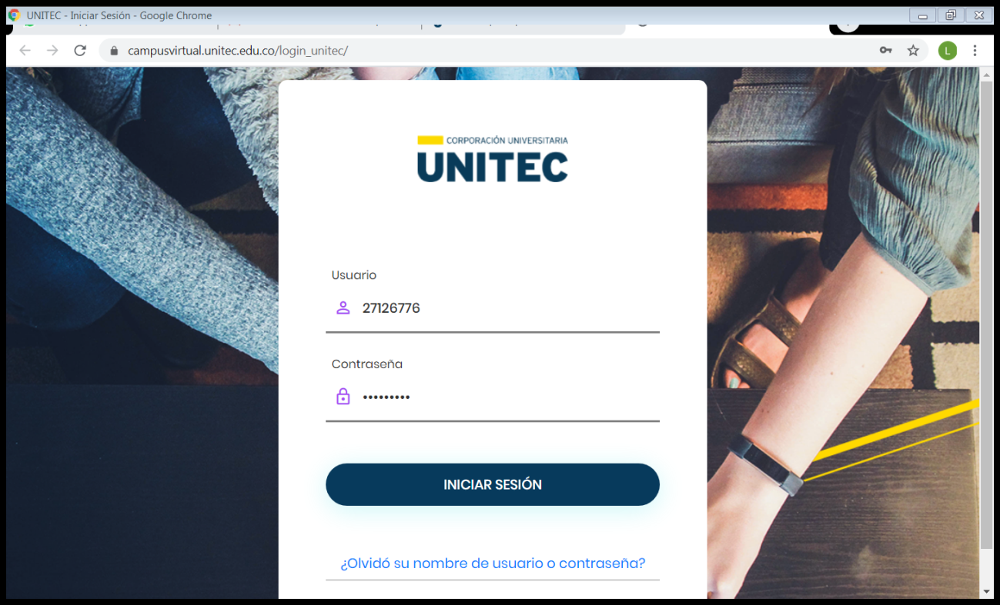 UNITEC - Iniciar Sesión - Google Chrome
campusvirtual.unitec.edu.co/login_unitec/
L
CORPORACIÓN UNIVERSITARIA
UNITEC
Usuario
27126776
Contraseña
•••••••••
INICIAR SESIÓN
¿Olvidó su nombre de usuario o contraseña?